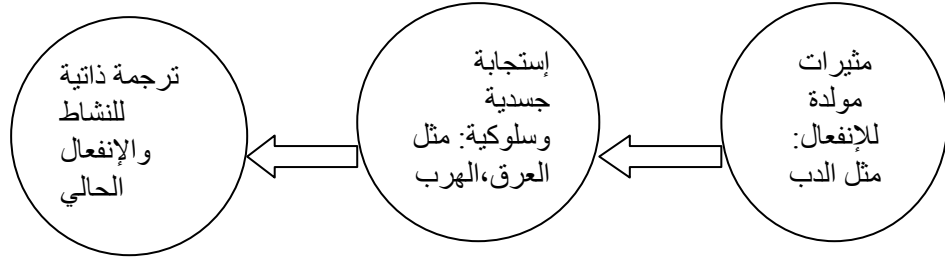 مثيرات
مولدة
للإنفعال:
مثل الدب
إستجابة
جسدية
وسلوكية: مثل
العرق،الهرب
ترجمة ذاتية
للنشاط
والإنفعال
الحالي